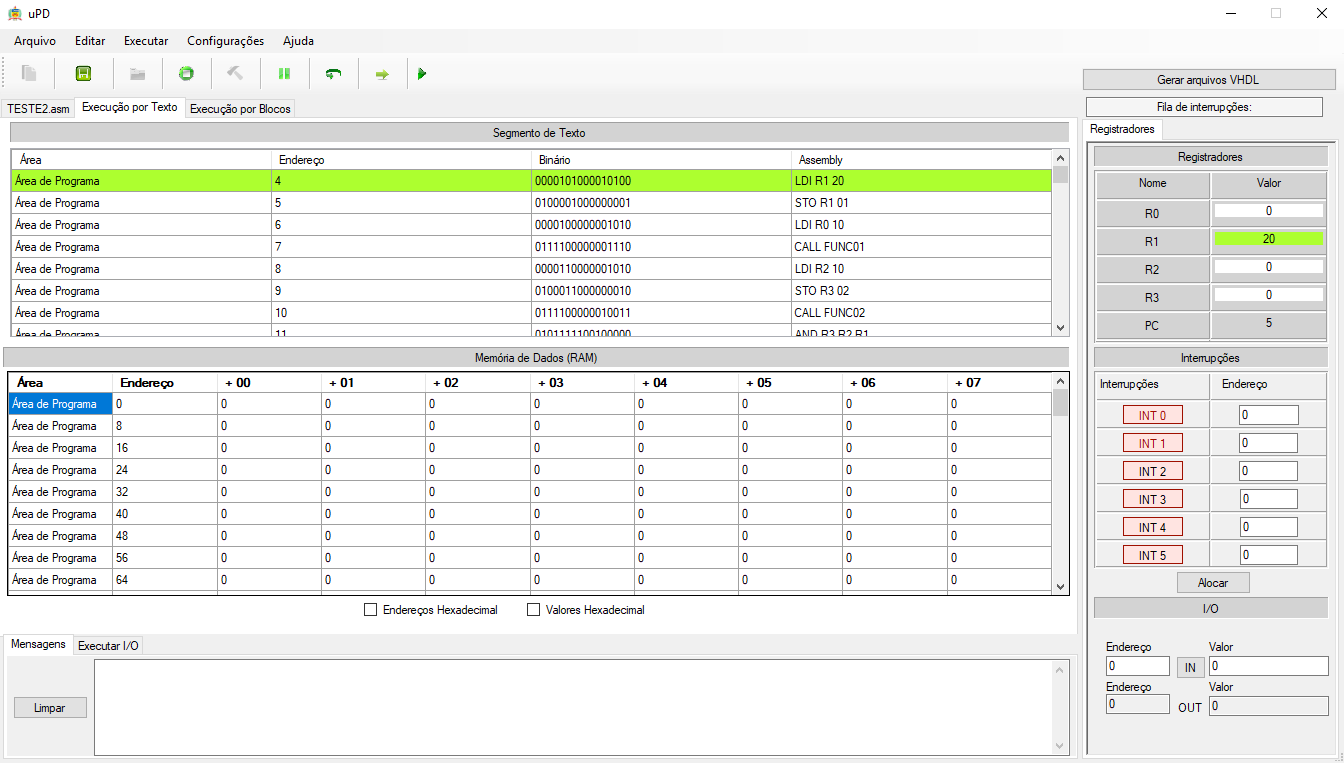 uPD
Arquivo Editar Executar Configurações Ajuda
Gerar arquivos VHDL
Fila de interrupções:
TESTE2.asm Execução por Texto Execução por Blocos
Segmento de Texto
Área Endereço Binário Assembly
Área de Programa 4 0000101000010100 LDI R1 20
Área de Programa 5 0100001000000001 STO R1 01
Área de Programa 6 0000100000001010 LDI R0 10
Área de Programa 7 0111100000001110 CALL FUNC01
Área de Programa 8 0000110000001010 LDI R2 10
Área de Programa 9 0100011000000010 STO R3 02
Área de Programa 10 0111100000010011 CALL FUNC02
Área de Programa 11 0101111100100000 AND R3 R2 R1
Memória de Dados (RAM)
Área Endereço + 00 + 01 + 02 + 03 + 04 + 05 + 06 + 07
Área de Programa 0 0 0 0 0 0 0 0 0
Área de Programa 8 0 0 0 0 0 0 0 0
Área de Programa 16 0 0 0 0 0 0 0 0
Área de Programa 24 0 0 0 0 0 0 0 0
Área de Programa 32 0 0 0 0 0 0 0 0
Área de Programa 40 0 0 0 0 0 0 0 0
Área de Programa 48 0 0 0 0 0 0 0 0
Área de Programa 56 0 0 0 0 0 0 0 0
Área de Programa 64 0 0 0 0 0 0 0 0
Endereços Hexadecimal Valores Hexadecimal
Mensagens Executar I/O
Limpar
Registradores
Registradores
Nome Valor
R0 0
R1 20
R2 0
R3 0
PC 5
Interrupções
Interrupções Endereço
INT 0 0
INT 1 0
INT 2 0
INT 3 0
INT 4 0
INT 5 0
Alocar
I/O
Endereço Valor
0 IN 0
Endereço Valor
0 OUT 0